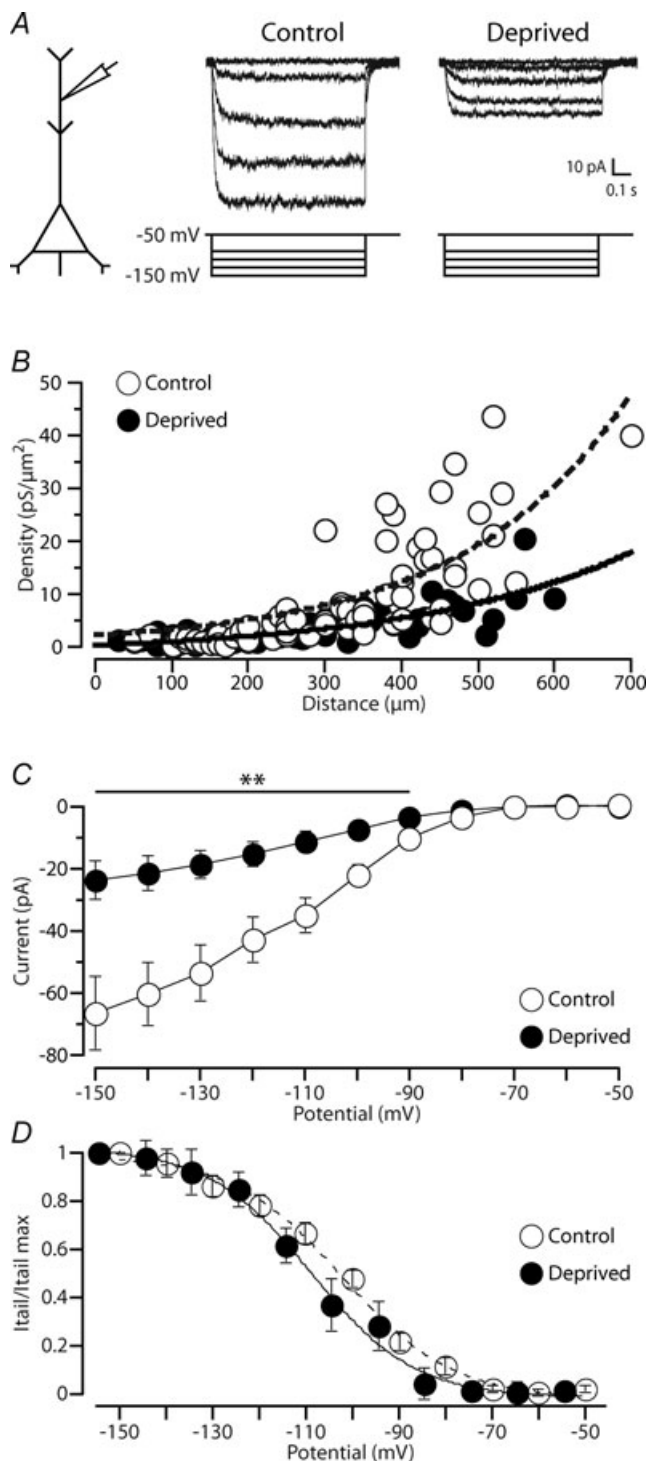 A
Control
Deprived
10 pA
0.1 s
-50 mV
-150 mV
B
Control
Deprived
50
40
30
20
10
0
Density (pS/µm²)
0 100 200 300 400 500 600 700
Distance (µm)
C
**
0
-20
-40
-60
-80
Current (pA)
Control
Deprived
-150 -130 -110 -90 -70 -50
Potential (mV)
D
1
0.8
0.6
0.4
0.2
0
Itail/Itail max
Control
Deprived
-150 -130 -110 -90 -70 -50
Potential (mV)